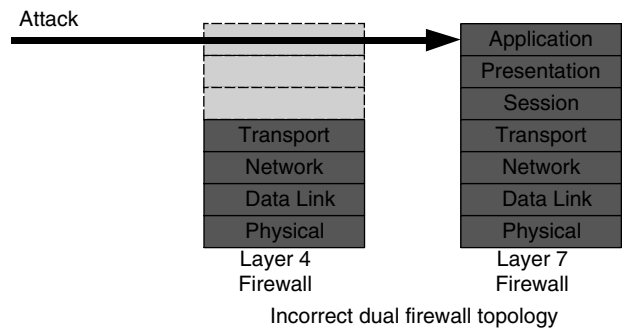 Attack
Application
Presentation
Session
Transport
Network
Data Link
Physical
Transport
Network
Data Link
Physical
Layer 4
Firewall
Layer 7
Firewall
Incorrect dual firewall topology